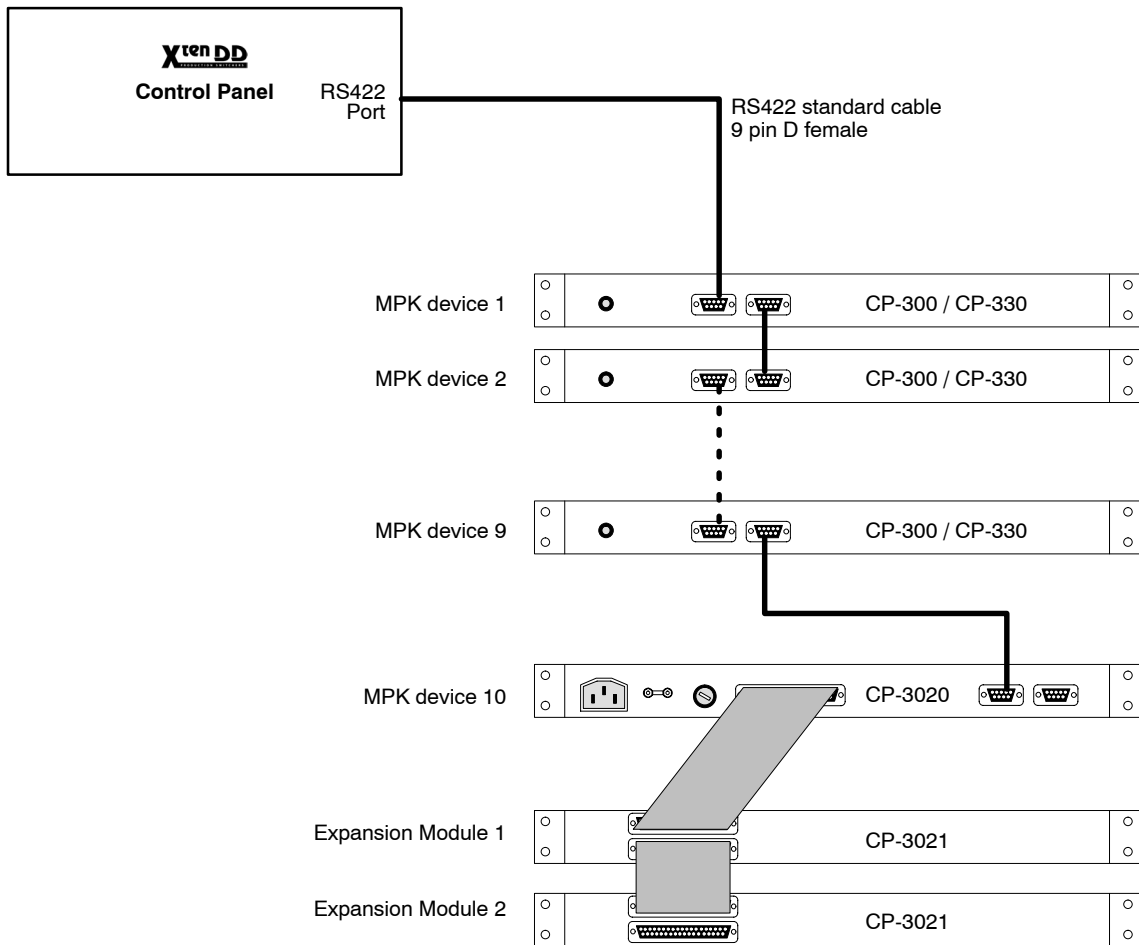 Xten DD
PRODUCTION SWITCHERS
Control Panel
RS422
Port
RS422 standard cable
9 pin D female
MPK device 1
CP-300 / CP-330
MPK device 2
CP-300 / CP-330
MPK device 9
CP-300 / CP-330
MPK device 10
CP-3020
Expansion Module 1
CP-3021
Expansion Module 2
CP-3021